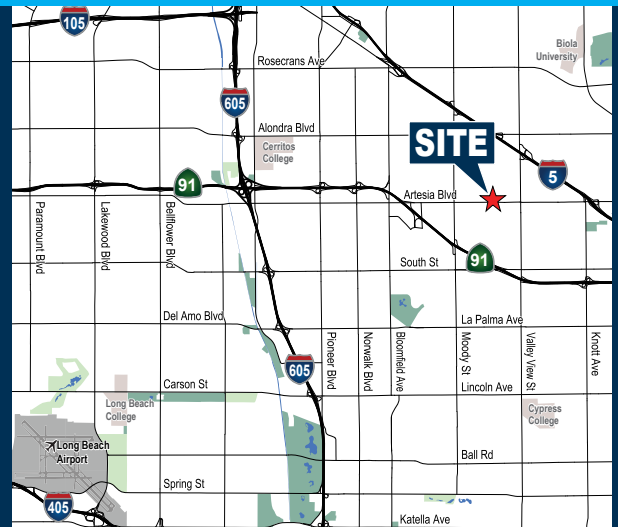 105
Rosecrans Ave
Biola
University
605
Alondra Blvd
Cerritos
College
SITE
5
91
Artesia Blvd
Paramount Blvd
Lakewood Blvd
Bellflower Blvd
South St
91
Del Amo Blvd
La Palma Ave
Pioneer Blvd
Norwalk Blvd
Bloomfield Ave
Moody St
Valley View St
Knott Ave
605
Carson St
Lincoln Ave
Long Beach
College
Cypress
College
Long Beach
Airport
Ball Rd
Spring St
405
Katella Ave